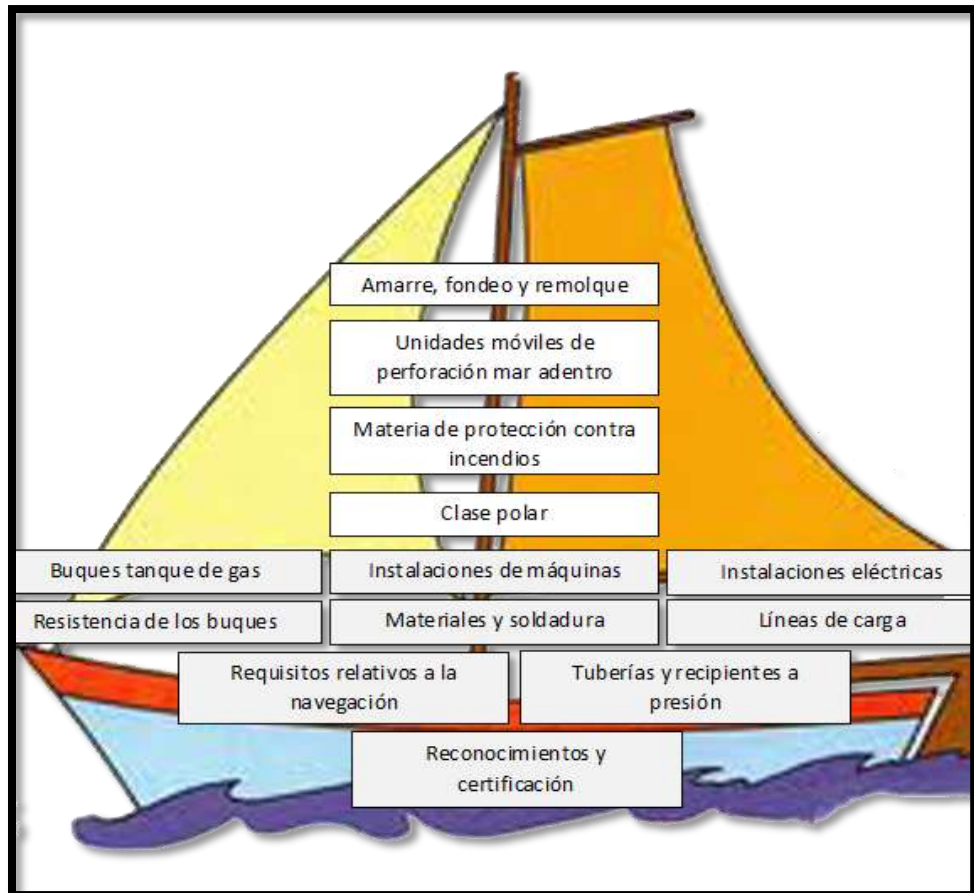 Amarre, fondeo y remolque
Unidades móviles de
perforación mar adentro
Materia de protección contra
incendios
Clase polar
Buques tanque de gas
Instalaciones de máquinas
Instalaciones eléctricas
Resistencia de los buques
Materiales y soldadura
Líneas de carga
Requisitos relativos a la
navegación
Tuberías y recipientes a
presión
Reconocimientos y
certificación